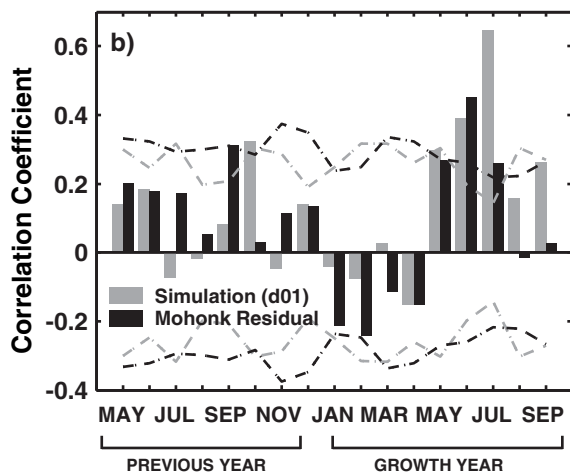 b)
Correlation Coefficient
0.6
0.4
0.2
0
-0.2
-0.4
Simulation (d01)
Mohonk Residual
MAY JUL SEP NOV JAN MAR MAY JUL SEP
PREVIOUS YEAR GROWTH YEAR